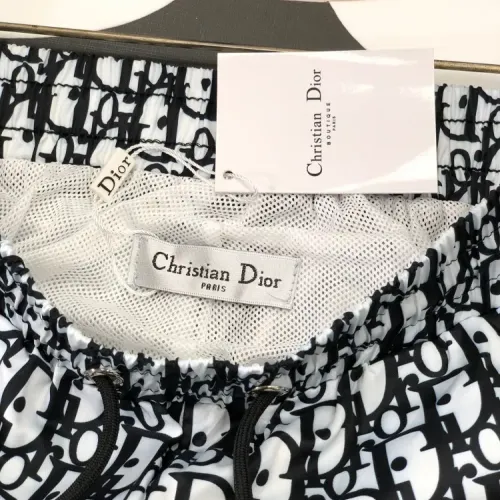 Christian Dior
BOUTIQUE
PARIS
Dior
Christian Dior
PARIS